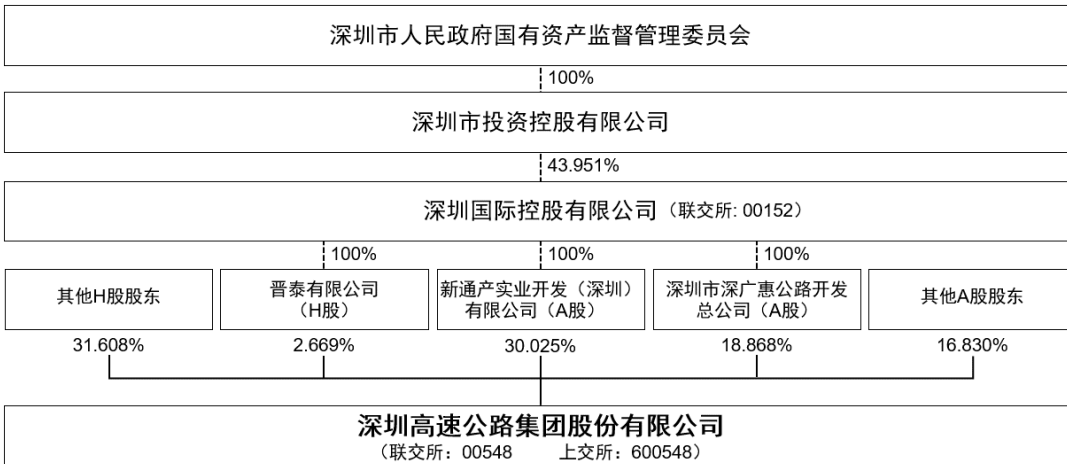 深圳市人民政府国有资产监督管理委员会
100%
深圳市投资控股有限公司
43.951%
深圳国际控股有限公司（联交所: 00152）
100%
100%
100%
其他H股股东
晋泰有限公司
（H股）
新通产实业开发（深圳）
有限公司（A股）
深圳市深广惠公路开发
总公司（A股）
其他A股股东
31.608%
2.669%
30.025%
18.868%
16.830%
深圳高速公路集团股份有限公司
（联交所：00548 上交所：600548）